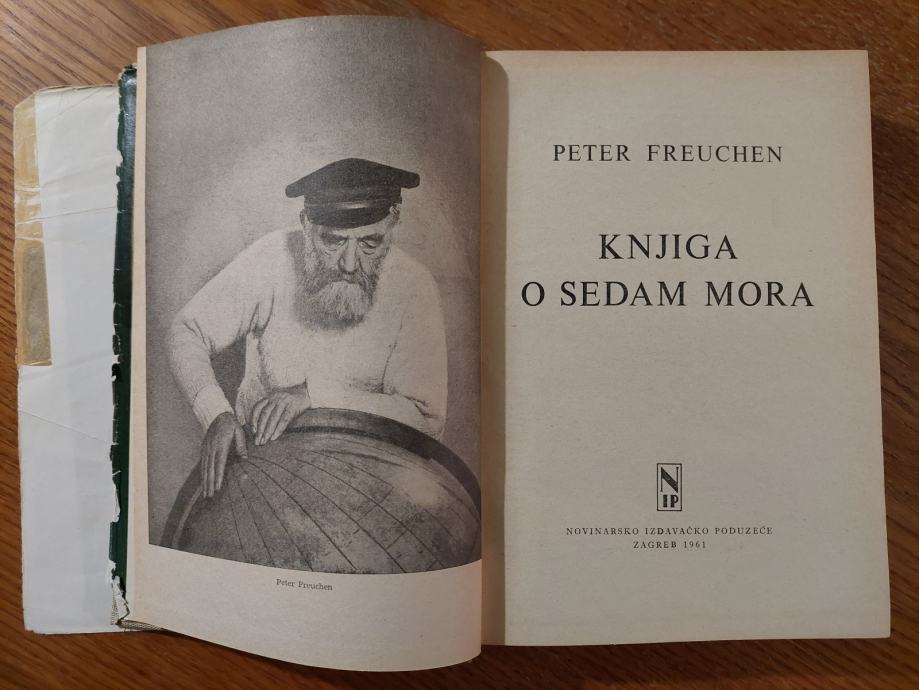 Peter Freuchen
PETER FREUCHEN
KNJIGA
O SEDAM MORA
N
IP
NOVINARSKO IZDAVAČKO PODUZEĆE
ZAGREB 1961